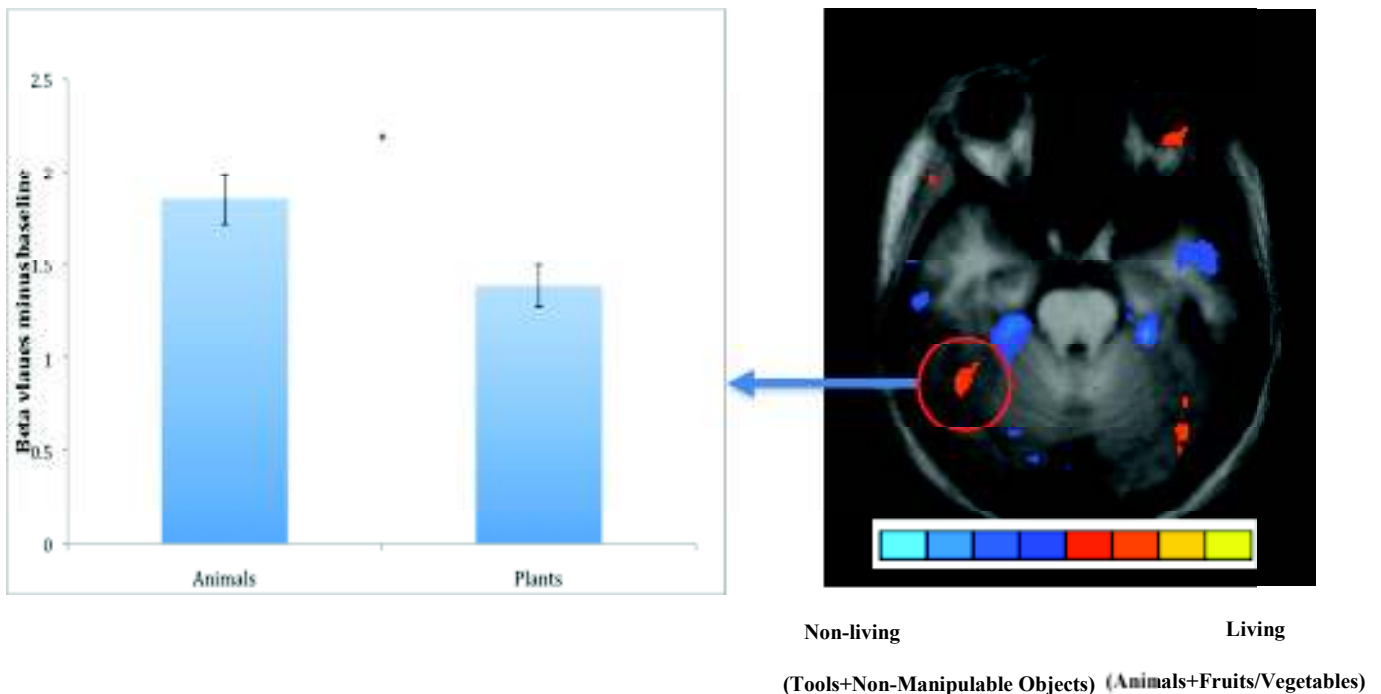 2.5
*
2
1.5
1
0.5
0
Beta vlaues minus baseline
Animals Plants
Non-living Living
(Tools+Non-Manipulable Objects) (Animals+Fruits/Vegetables)